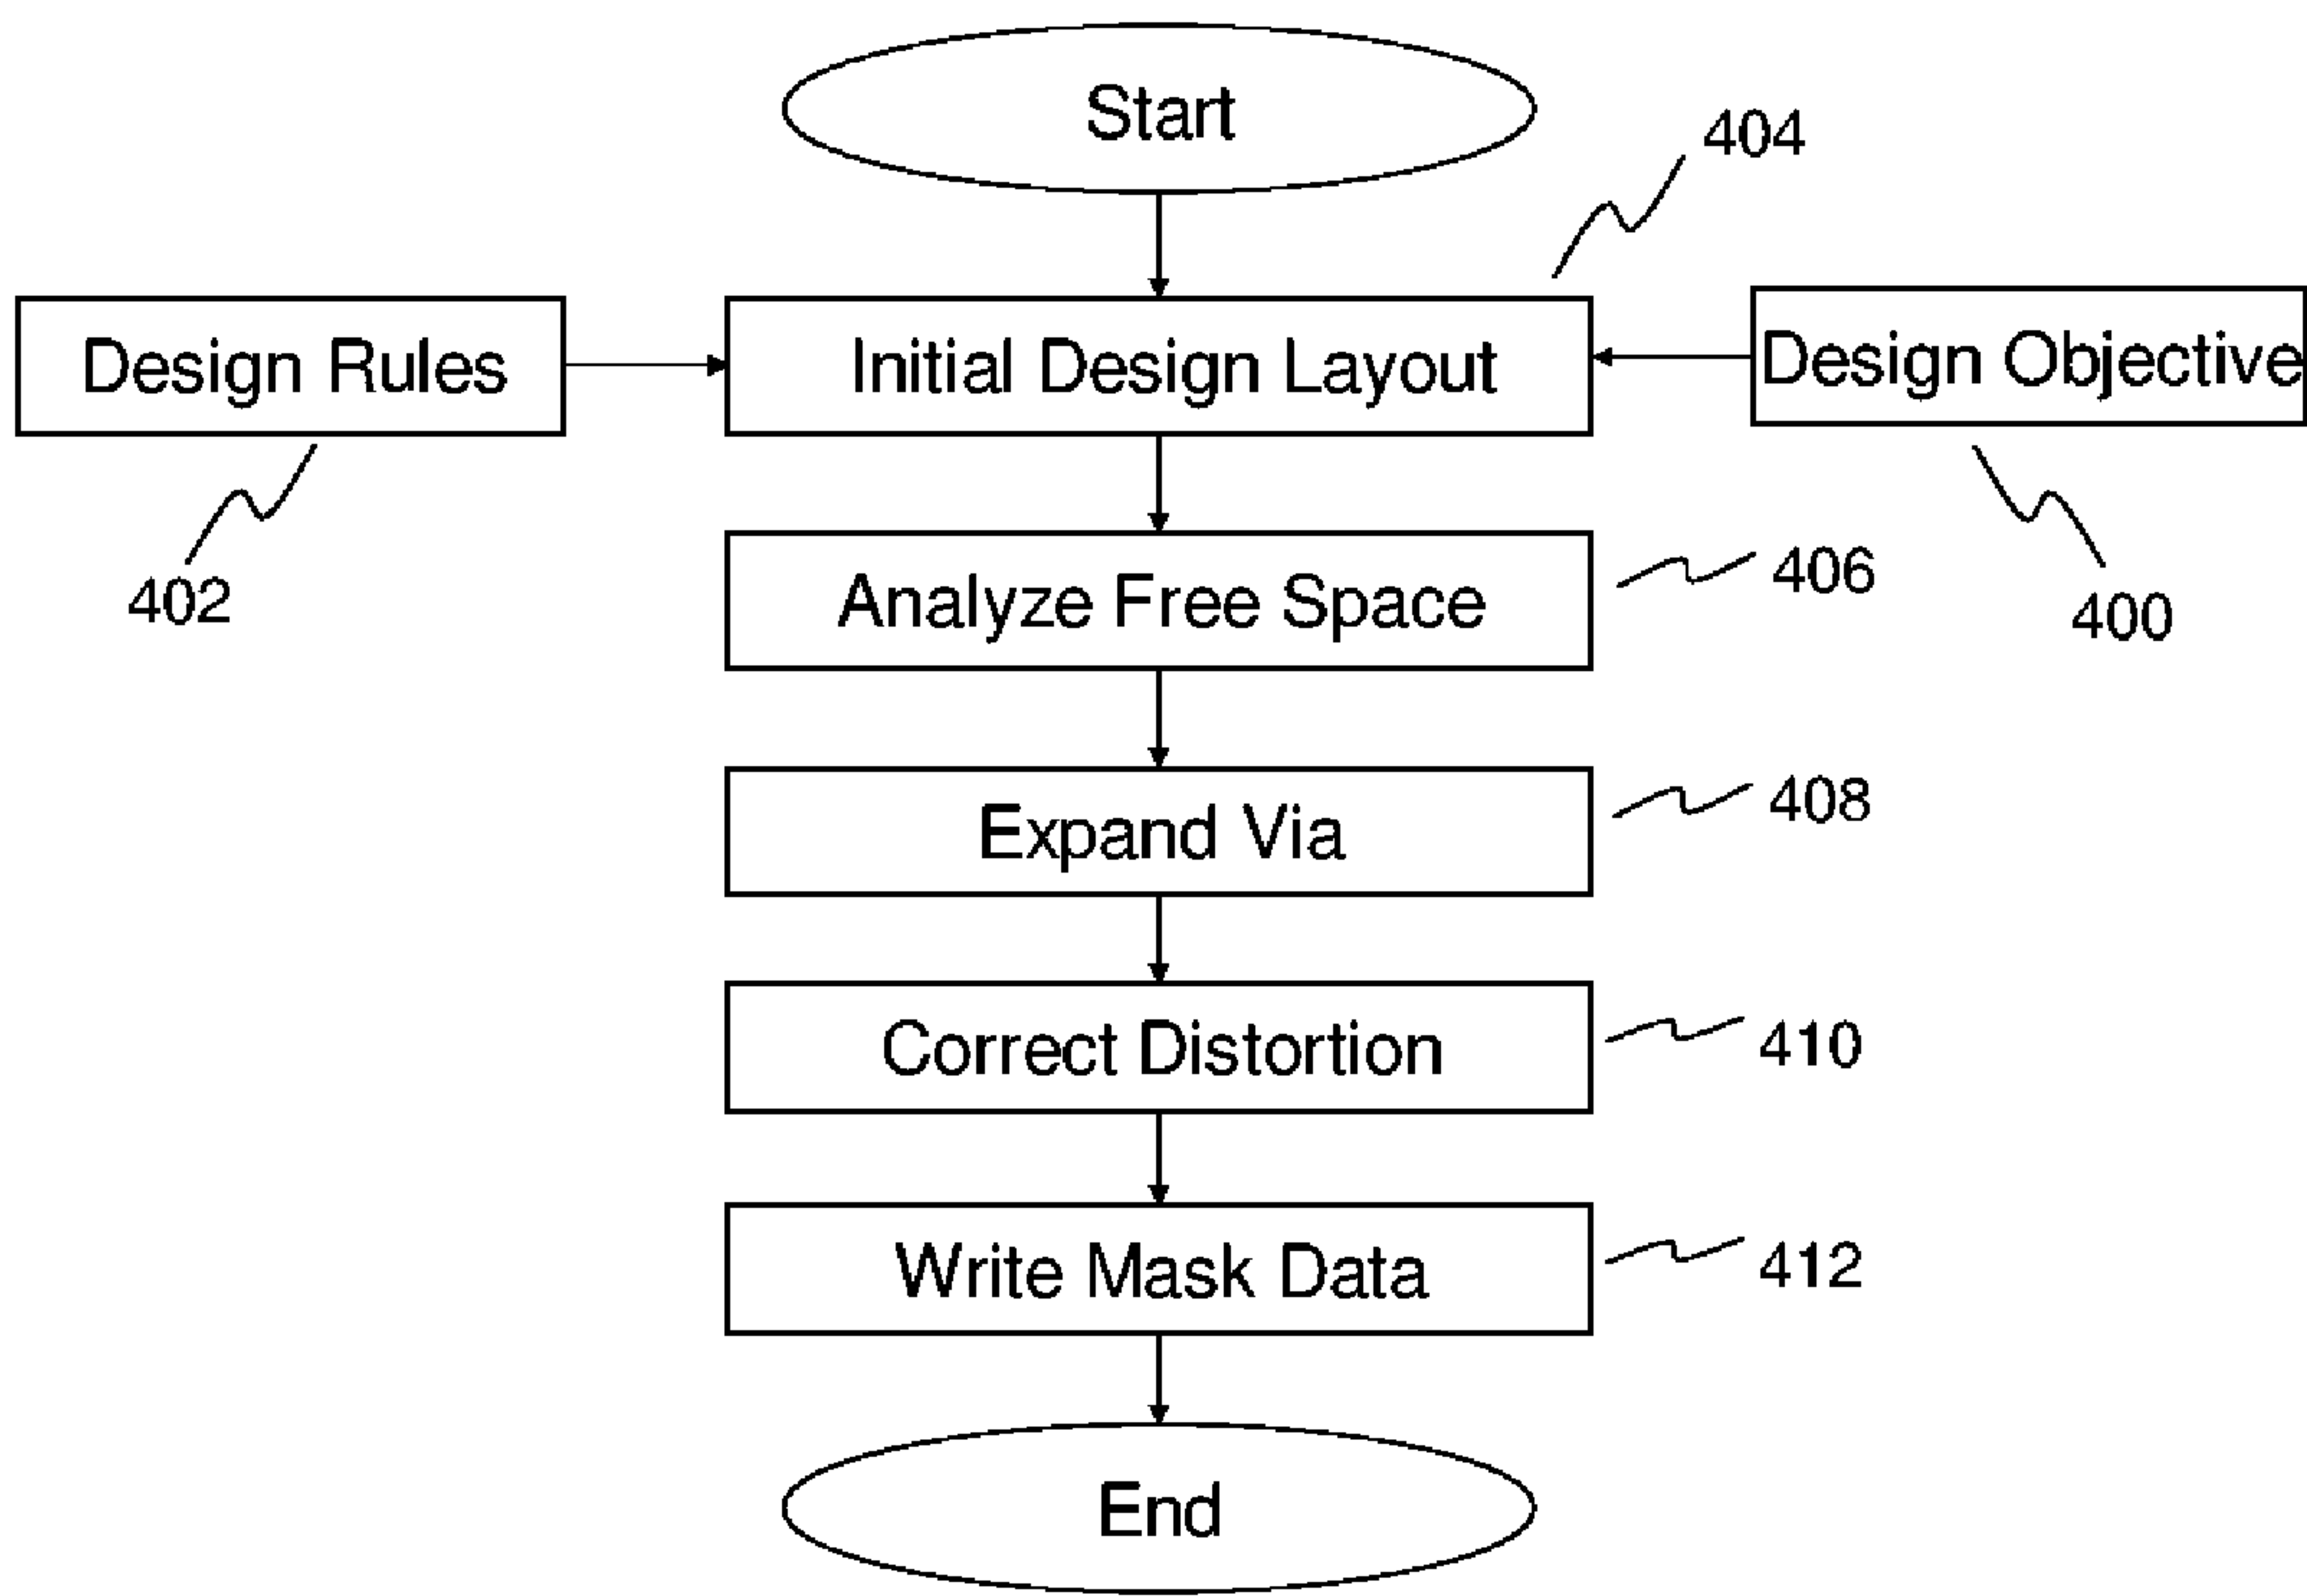 Start
404
Design Rules
Initial Design Layout
Design Objective
402
Analyze Free Space
406
400
Expand Via
408
Correct Distortion
410
Write Mask Data
412
End